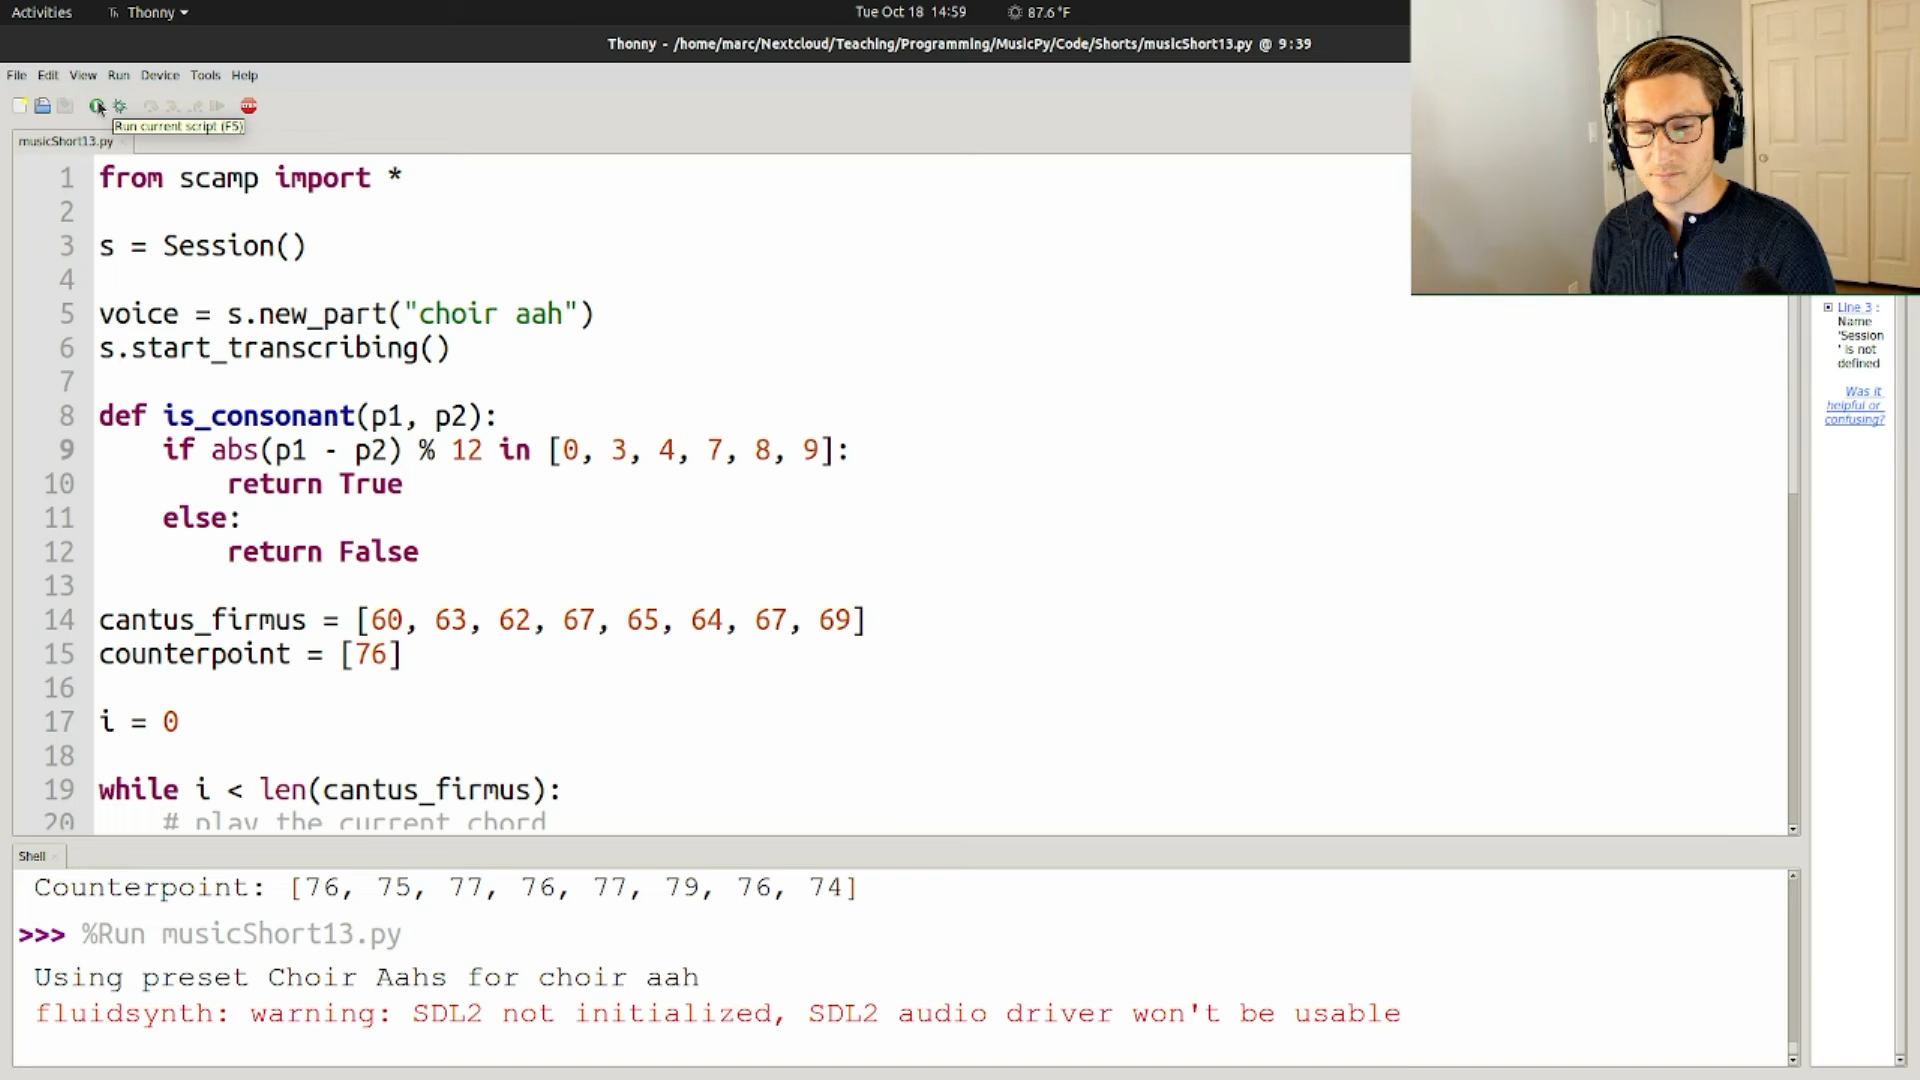 Activities
Thonny
Tue Oct 18 14:59
87.6 °F
Thonny - /home/marc/Nextcloud/Teaching/Programming/MusicPy/Code/Shorts/musicShort13.py @ 9:39
File Edit View Run Device Tools Help
Run current script (F5)
musicShort13.py
1 from scamp import *
2
3 s = Session()
4
5 voice = s.new_part("choir aah")
6 s.start_transcribing()
7
8 def is_consonant(p1, p2):
9 if abs(p1 - p2) % 12 in [0, 3, 4, 7, 8, 9]:
10 return True
11 else:
12 return False
13
14 cantus_firmus = [60, 63, 62, 67, 65, 64, 67, 69]
15 counterpoint = [76]
16
17 i = 0
18
19 while i < len(cantus_firmus):
20 # play the current chord
Line 3 :
Name
'Session
' is not
defined
Was it
helpful or
confusing?
Shell
Counterpoint: [76, 75, 77, 76, 77, 79, 76, 74]
>>> %Run musicShort13.py
Using preset Choir Aahs for choir aah
fluidsynth: warning: SDL2 not initialized, SDL2 audio driver won't be usable